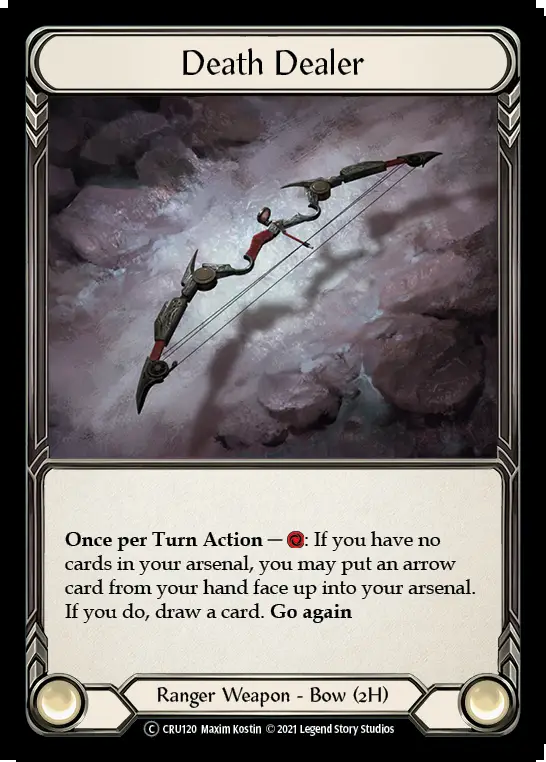 Death Dealer
Once per Turn Action — : If you have no
cards in your arsenal, you may put an arrow
card from your hand face up into your arsenal.
If you do, draw a card. Go again
Ranger Weapon - Bow (2H)
C CRU120 Maxim Kostin © 2021 Legend Story Studios